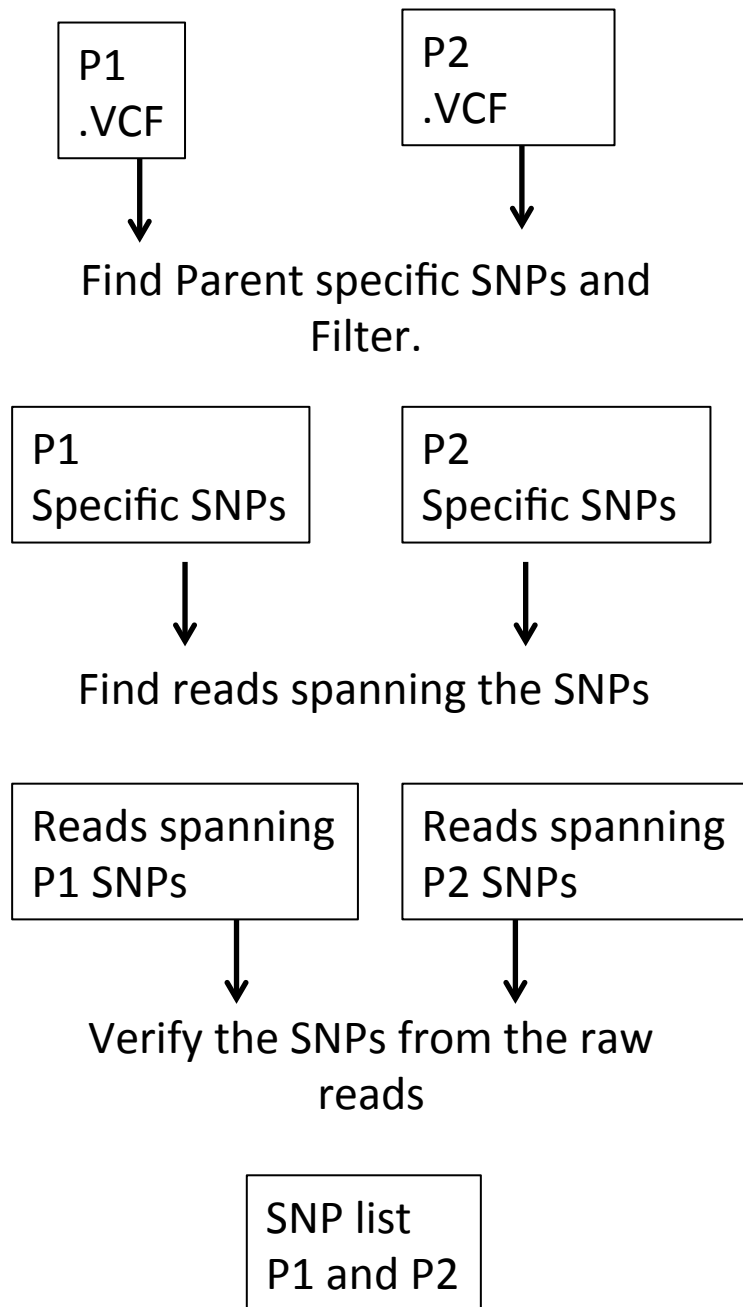 P1
.VCF
P2
.VCF
Find Parent specific SNPs and
Filter.
P1
Specific SNPs
P2
Specific SNPs
Find reads spanning the SNPs
Reads spanning
P1 SNPs
Reads spanning
P2 SNPs
Verify the SNPs from the raw
reads
SNP list
P1 and P2